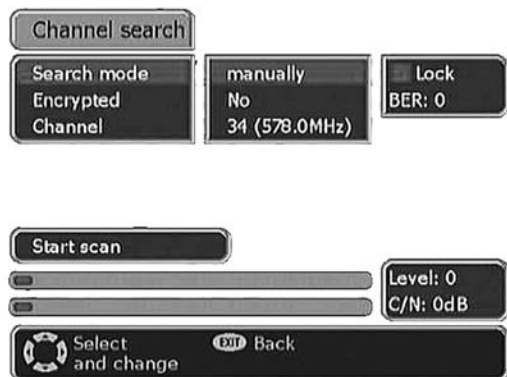 Channel search
Search mode manually Lock
Encrypted No BER: 0
Channel 34 (578.0MHz)
Start scan
Level: 0
C/N: 0dB
Select EXIT Back
and change